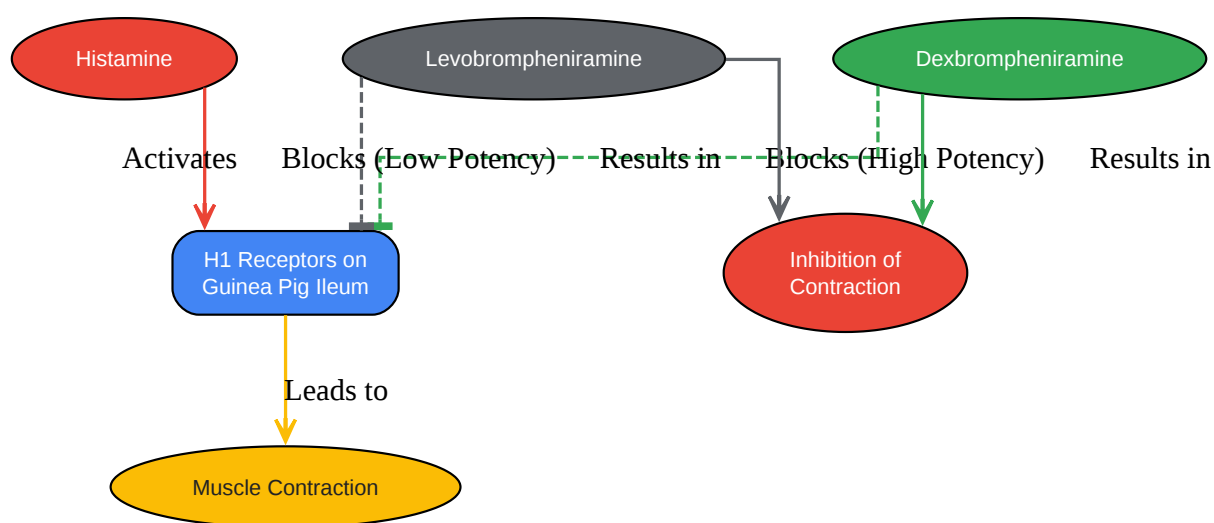 Histamine
Levobrompheniramine
Dexbrompheniramine
Activates
Blocks (Low Potency)
Results in
Blocks (High Potency)
Results in
H1 Receptors on
Guinea Pig Ileum
Inhibition of
Contraction
Leads to
Muscle Contraction